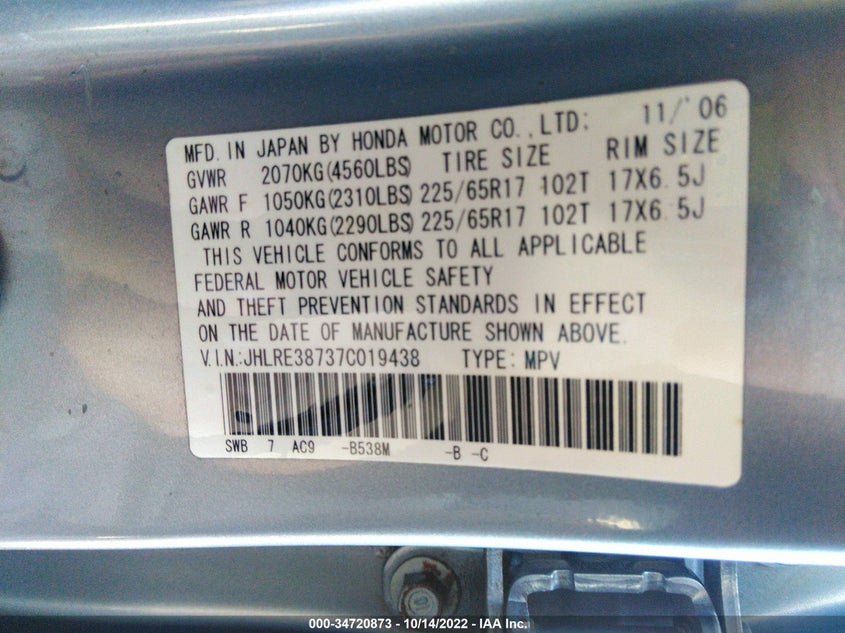 MFD. IN JAPAN BY HONDA MOTOR CO., LTD: 11/'06
GVWR 2070KG(4560LBS) TIRE SIZE RIM SIZE
GAWR F 1050KG(2310LBS) 225/65R17 102T 17X6.5J
GAWR R 1040KG(2290LBS) 225/65R17 102T 17X6.5J
THIS VEHICLE CONFORMS TO ALL APPLICABLE
FEDERAL MOTOR VEHICLE SAFETY
AND THEFT PREVENTION STANDARDS IN EFFECT
ON THE DATE OF MANUFACTURE SHOWN ABOVE.
V.I.N.:JHLRE38737C019438 TYPE: MPV
SWB 7 AC9 -B538M -B -C
000-34720873 - 10/14/2022 - IAA Inc.